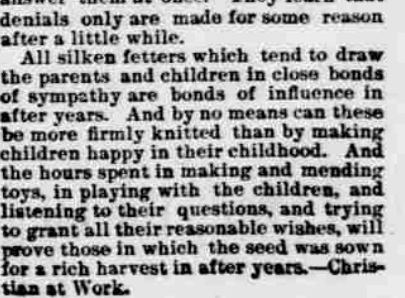 answer them at once. They learn that
denials only are made for some reason
after a little while.
All silken fetters which tend to draw
the parents and children in close bonds
of sympathy are bonds of influence in
after years. And by no means can these
be more firmly knitted than by making
children happy in their childhood. And
the hours spent in making and mending
toys, in playing with the children, and
listening to their questions, and trying
to grant all their reasonable wishes, will
prove those in which the seed was sown
for a rich harvest in after years.—Chris-
tian at Work.